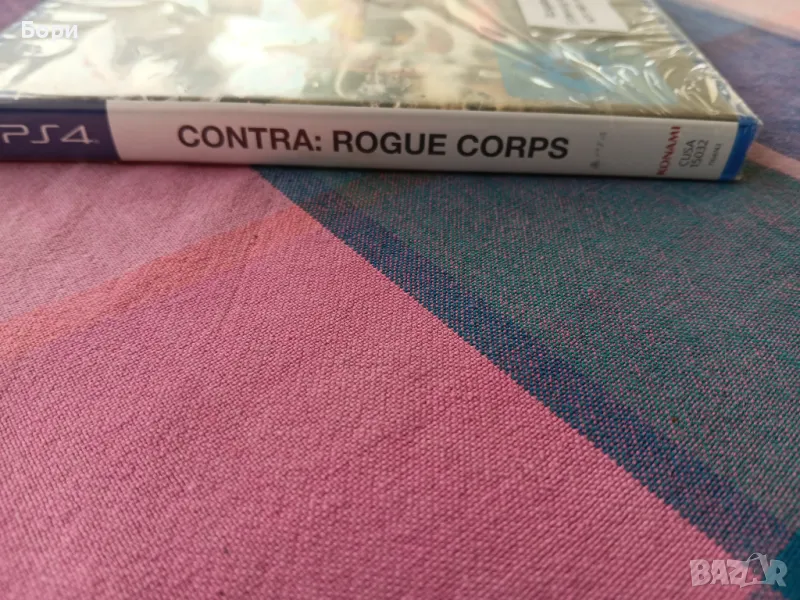 Бори
PS4
CONTRA: ROGUE CORPS
KONAMI
CUSA
15032
BAZAR